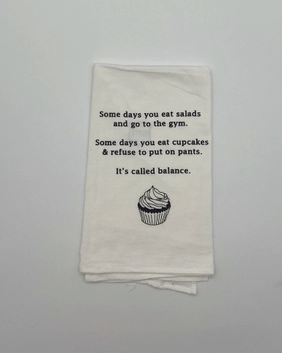 Some days you eat salads
and go to the gym.
Some days you eat cupcakes
& refuse to put on pants.
It's called balance.